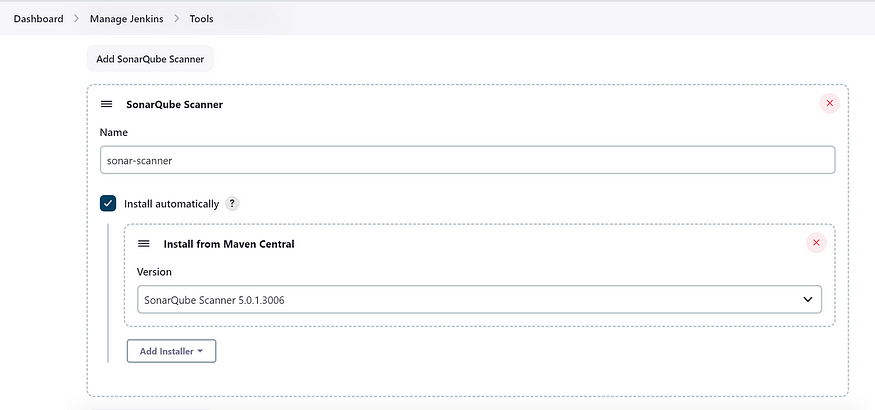 Dashboard > Manage Jenkins > Tools
Add SonarQube Scanner
SonarQube Scanner
Name
sonar-scanner
Install automatically ?
Install from Maven Central
Version
SonarQube Scanner 5.0.1.3006
Add Installer